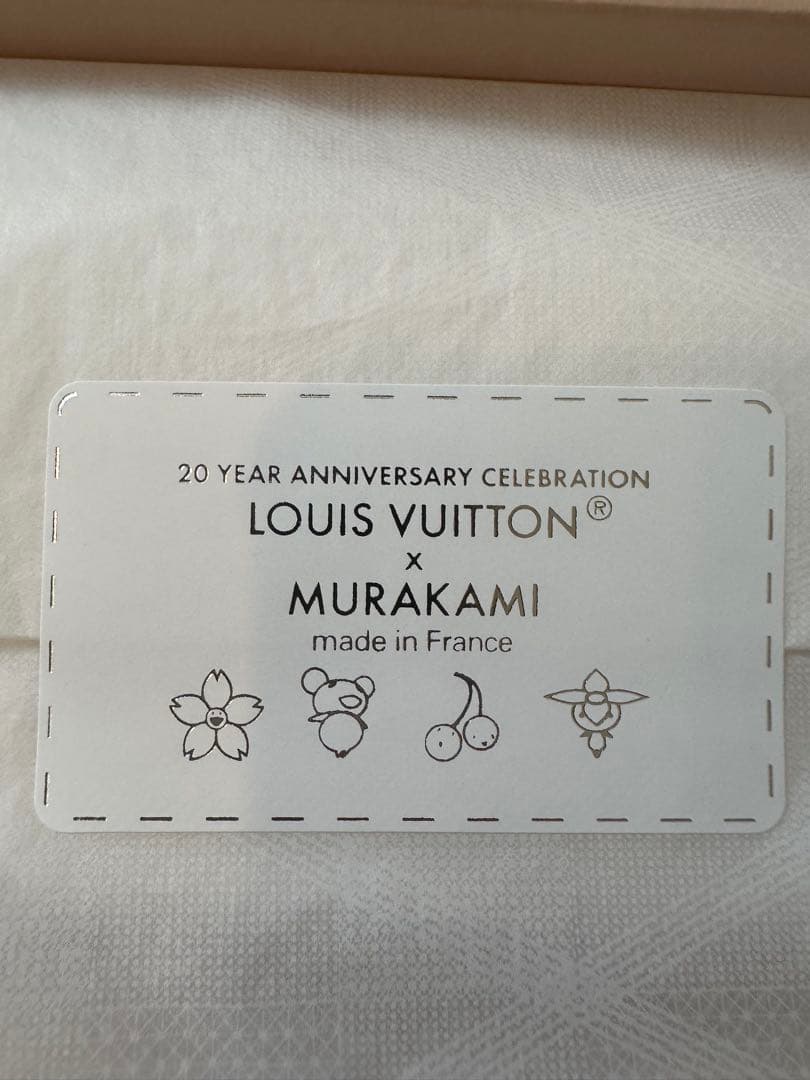 20 YEAR ANNIVERSARY CELEBRATION
LOUIS VUITTON®
x
MURAKAMI
made in France